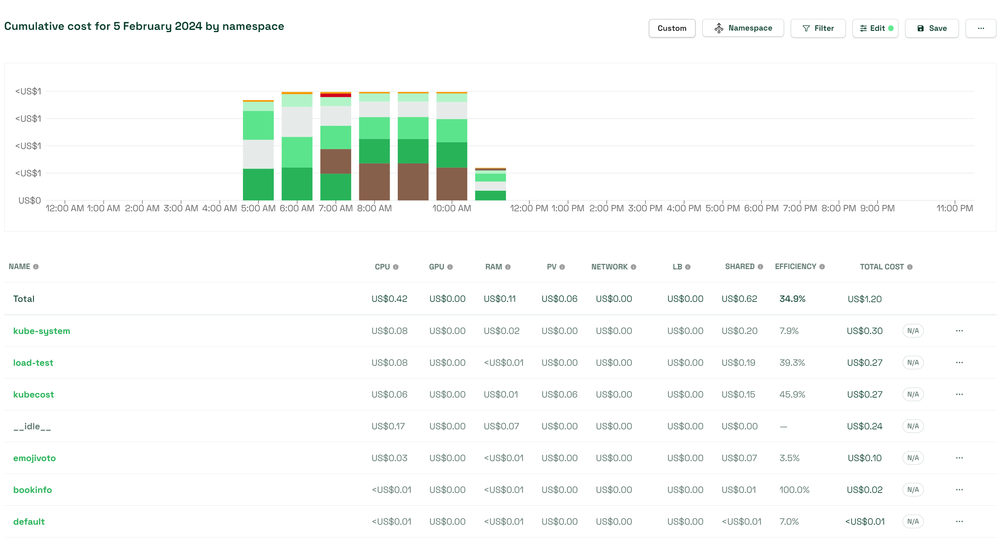 Cumulative cost for 5 February 2024 by namespace
Custom Namespace Filter Edit Save ...
<US$1
<US$1
<US$1
<US$1
US$0
12:00 AM 1:00 AM 2:00 AM 3:00 AM 4:00 AM 5:00 AM 6:00 AM 7:00 AM 8:00 AM 10:00 AM 12:00 PM 1:00 PM 2:00 PM 3:00 PM 4:00 PM 5:00 PM 6:00 PM 7:00 PM 8:00 PM 9:00 PM 11:00 PM
NAME CPU GPU RAM PV NETWORK LB SHARED EFFICIENCY TOTAL COST
Total US$0.42 US$0.00 US$0.11 US$0.06 US$0.00 US$0.00 US$0.62 34.9% US$1.20
kube-system US$0.08 US$0.00 US$0.02 US$0.00 US$0.00 US$0.00 US$0.20 7.9% US$0.30 N/A ...
load-test US$0.08 US$0.00 <US$0.01 US$0.00 US$0.00 US$0.00 US$0.19 39.3% US$0.27 N/A ...
kubecost US$0.06 US$0.00 US$0.01 US$0.06 US$0.00 US$0.00 US$0.15 45.9% US$0.27 N/A ...
__idle__ US$0.17 US$0.00 US$0.07 US$0.00 US$0.00 US$0.00 US$0.00 — US$0.24 N/A
emojivoto US$0.03 US$0.00 <US$0.01 US$0.00 US$0.00 US$0.00 US$0.07 3.5% US$0.10 N/A ...
bookinfo <US$0.01 US$0.00 <US$0.01 US$0.00 US$0.00 US$0.00 US$0.01 100.0% US$0.02 N/A ...
default <US$0.01 US$0.00 <US$0.01 US$0.00 US$0.00 US$0.00 <US$0.01 7.0% <US$0.01 N/A ...